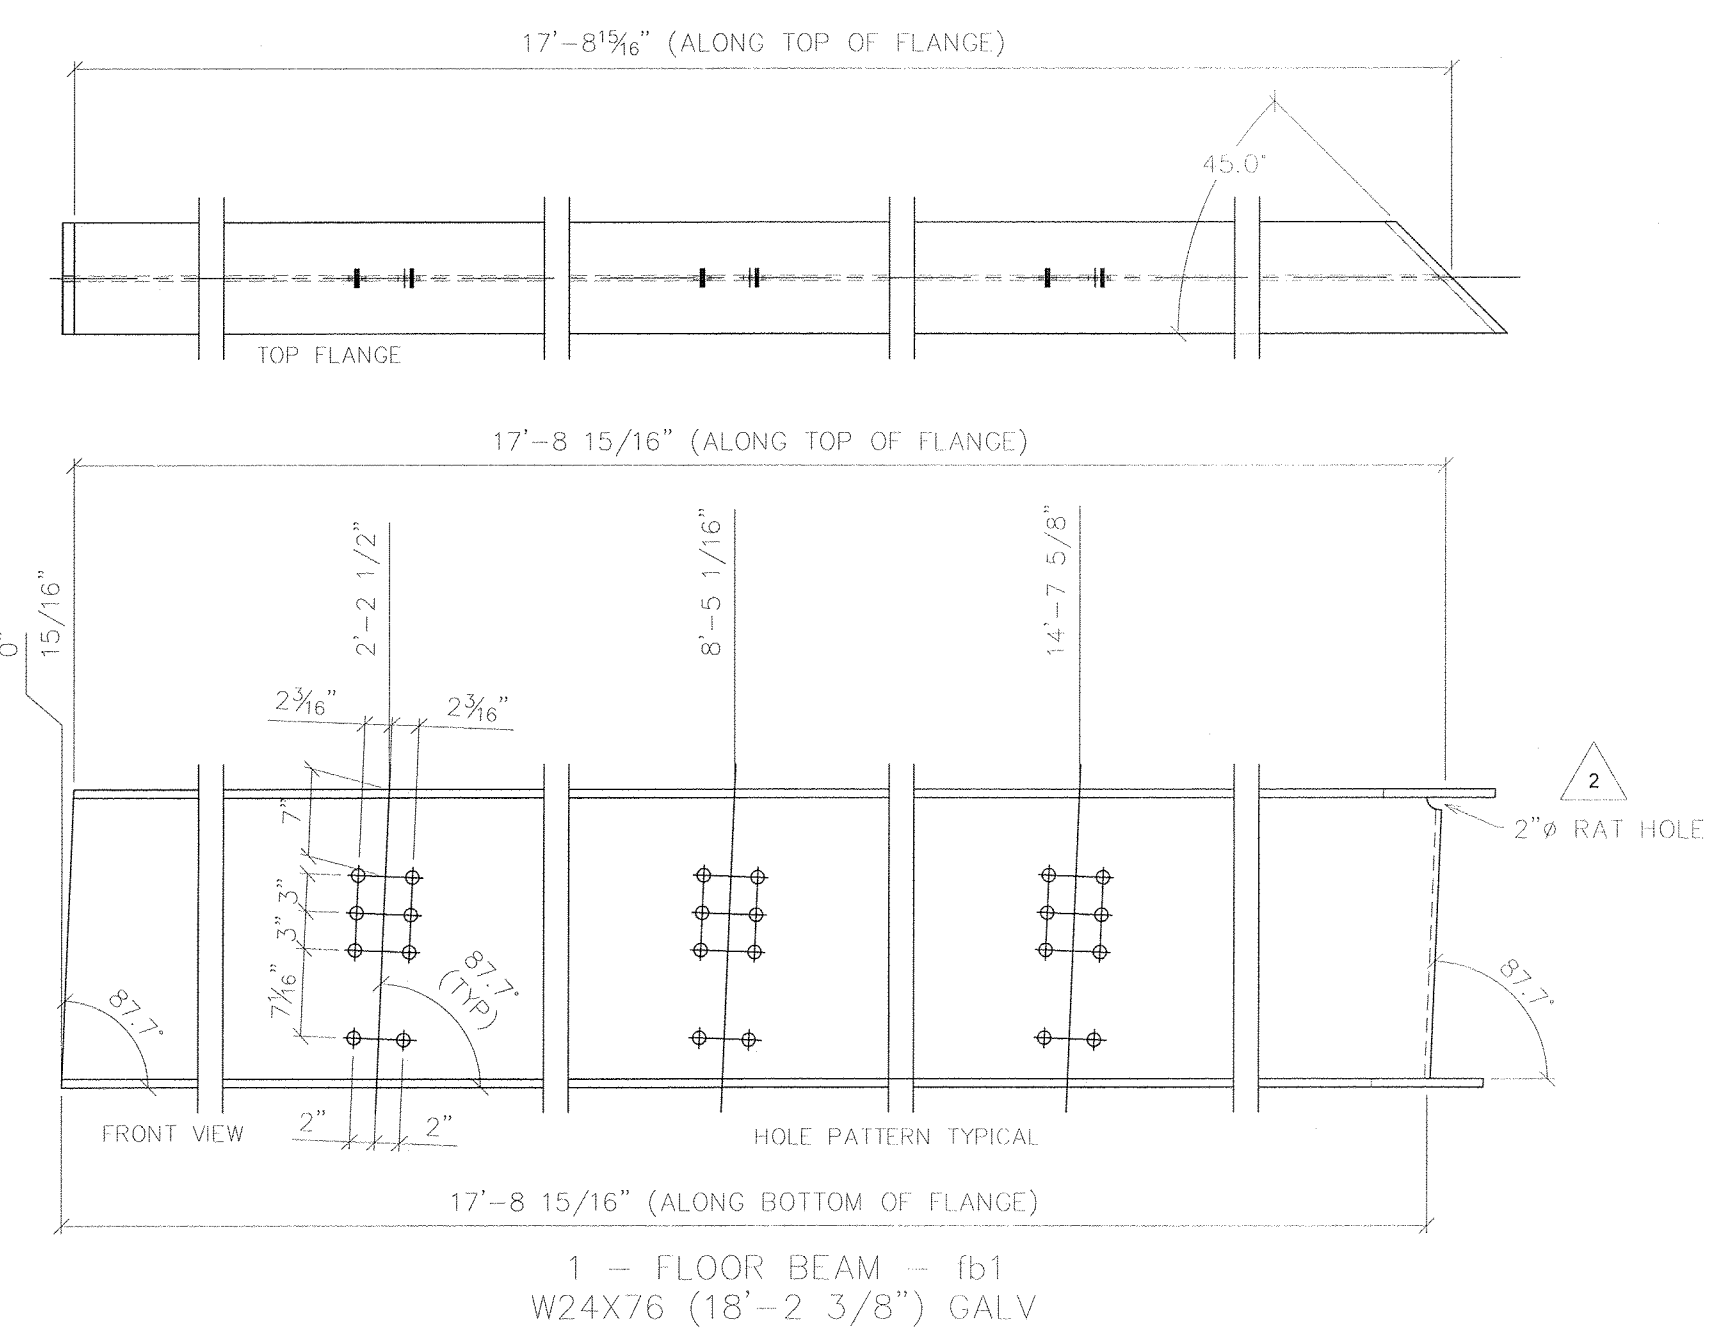 17'-8 15/16" (ALONG TOP OF FLANGE)
45.0°
TOP FLANGE
17'-8 15/16" (ALONG TOP OF FLANGE)
0"
15/16"
2'-2 1/2"
8'-5 1/16"
14'-7 5/8"
2 3/16"
2 3/16"
2
2"ø RAT HOLE
7"
3"
3"
7 1/16"
87.7°
87.7°
(TYP)
87.7°
2"
2"
FRONT VIEW
HOLE PATTERN TYPICAL
17'-8 15/16" (ALONG BOTTOM OF FLANGE)
1 - FLOOR BEAM - fb1
W24X76 (18'-2 3/8") GALV